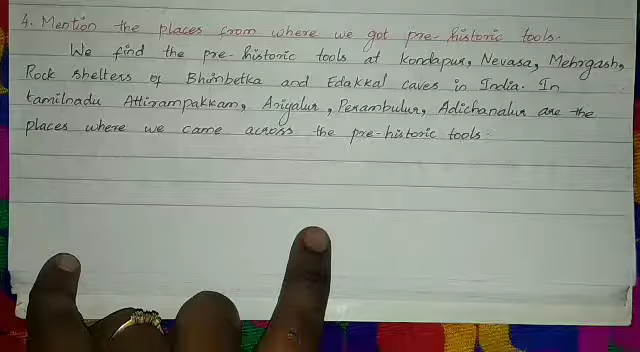 4. Mention the places from where we got pre-historic tools.
We find the pre-historic tools at Kondapur, Nevasa, Mehrgash,
Rock shelters of Bhimbetka and Edakkal caves in India. In
tamilnadu Attirampakkam, Ariyalur, Perambulur, Adichanalur are the
places where we came across the pre-historic tools.